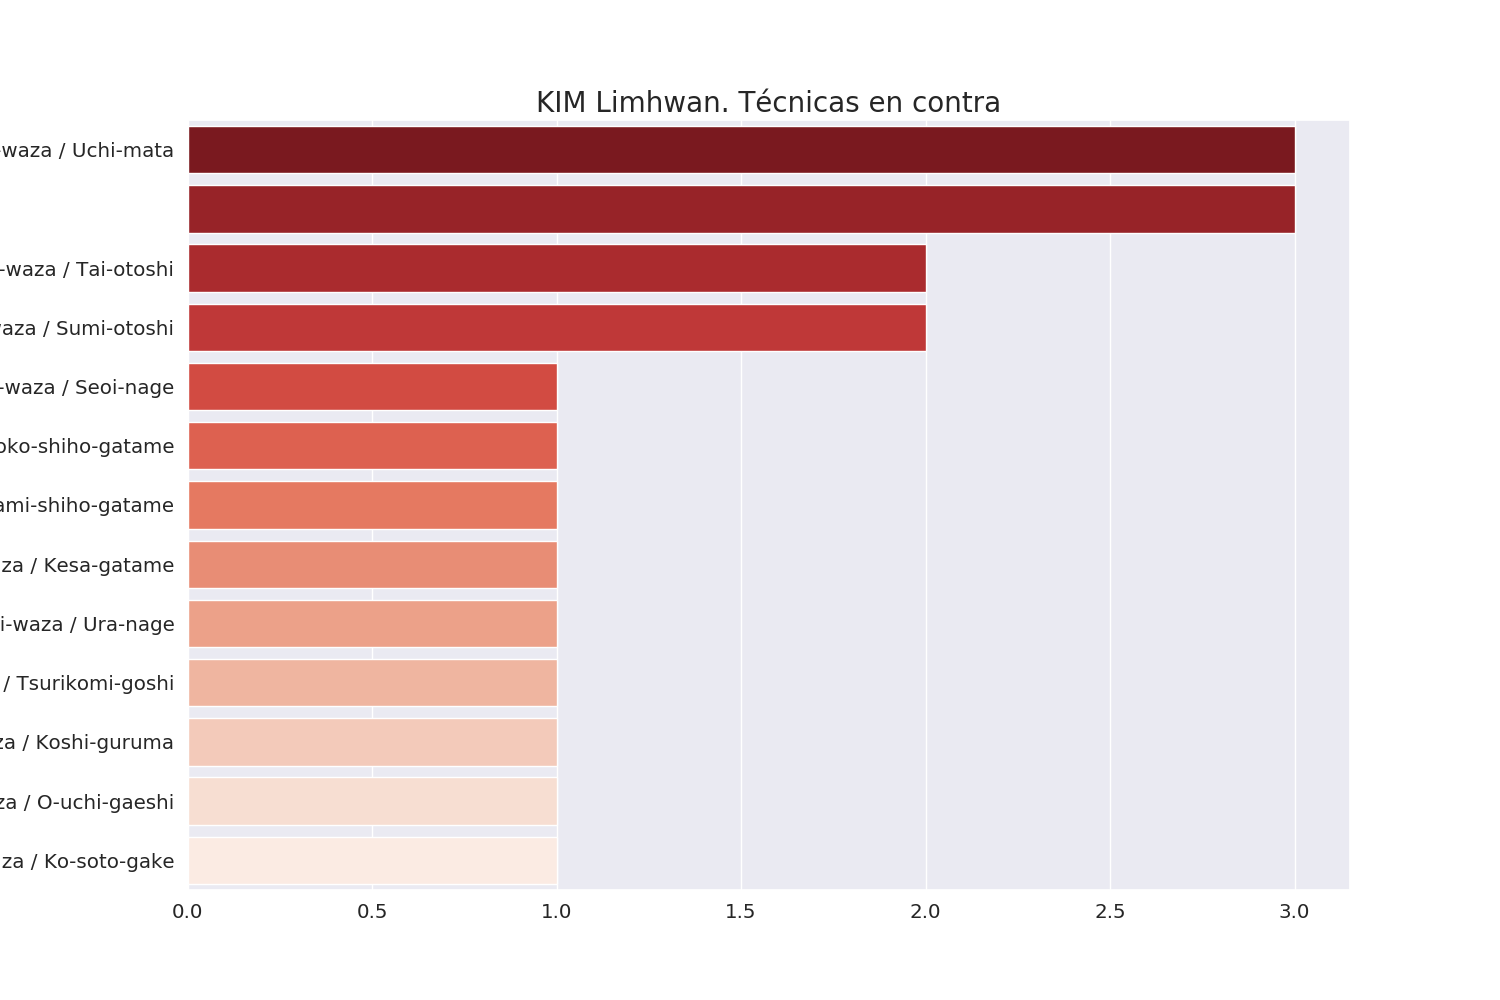 KIM Limhwan. Técnicas en contra
-waza / Uchi-mata
-waza / Tai-otoshi
waza / Sumi-otoshi
-waza / Seoi-nage
oko-shiho-gatame
ami-shiho-gatame
za / Kesa-gatame
i-waza / Ura-nage
/ Tsurikomi-goshi
za / Koshi-guruma
za / O-uchi-gaeshi
za / Ko-soto-gake
0.0 0.5 1.0 1.5 2.0 2.5 3.0